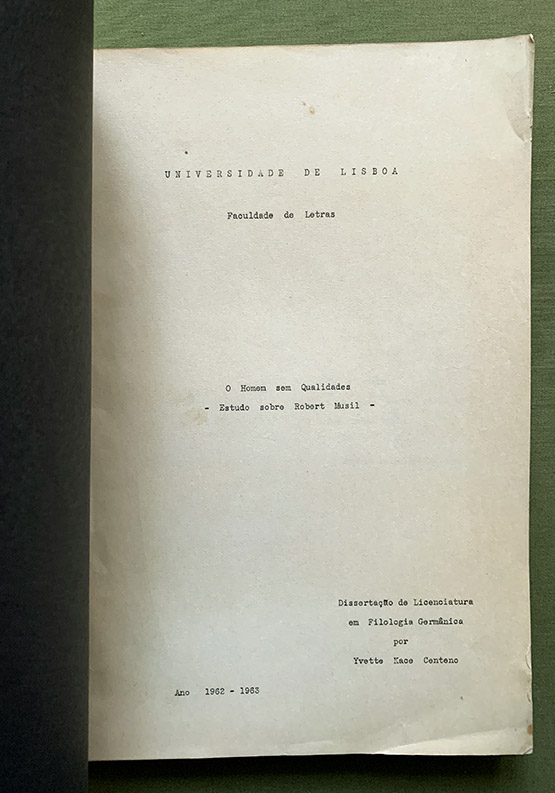 UNIVERSIDADE DE LISBOA
Faculdade de Letras
O Homem sem Qualidades
- Estudo sobre Robert Musil -
Dissertação de Licenciatura
em Filologia Germânica
por
Yvette Kace Centeno
Ano 1962 - 1963